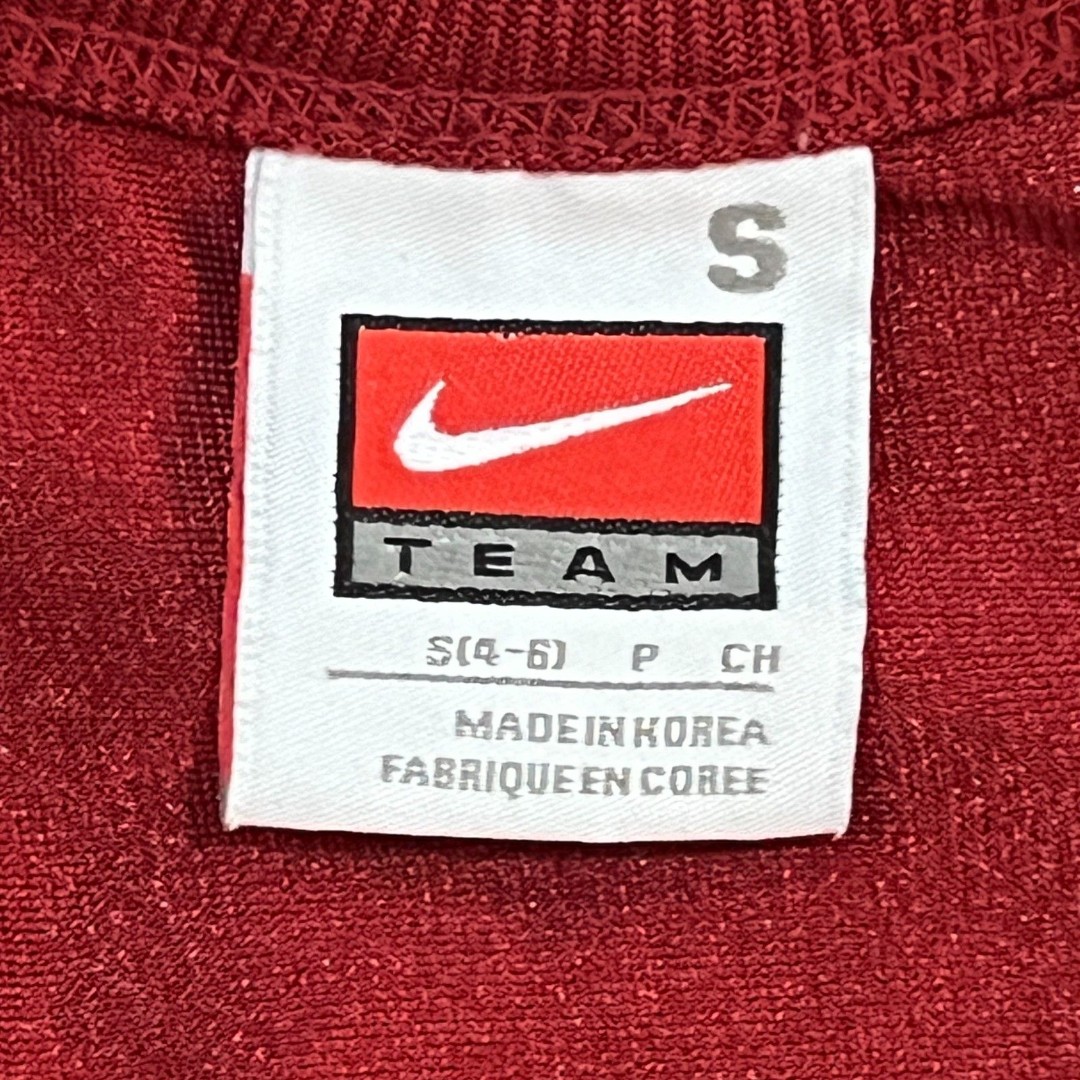 S
TEAM
S(4-6) P CH
MADE IN KOREA
FABRIQUE EN COREE